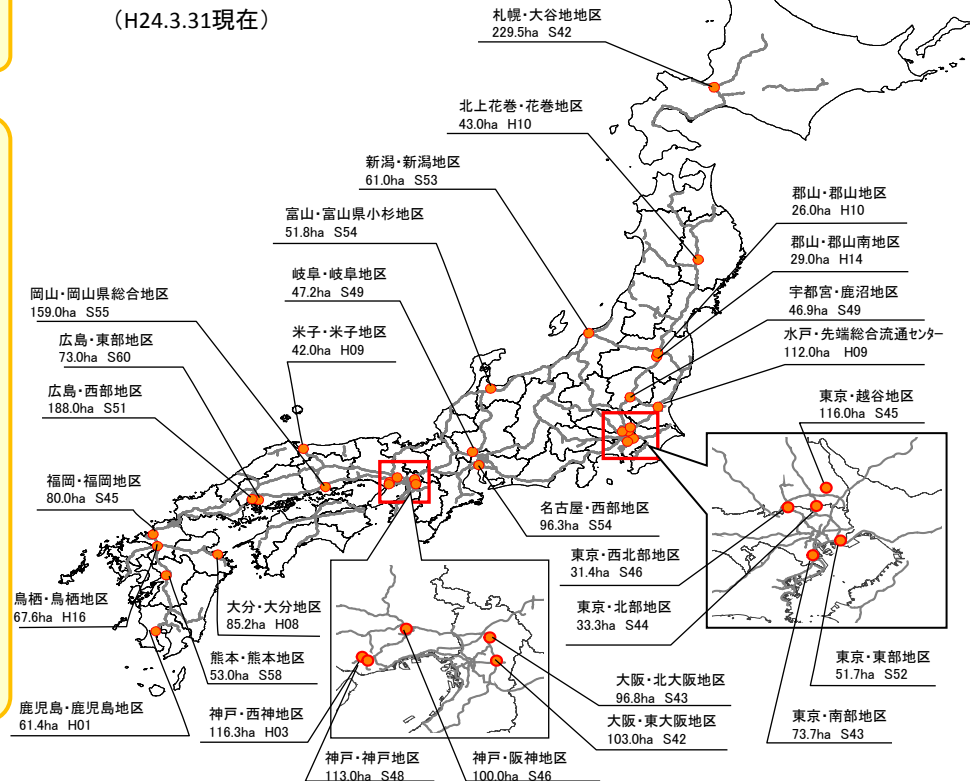 （H24.3.31現在）
札幌・大谷地地区
229.5ha S42
北上花巻・花巻地区
43.0ha H10
新潟・新潟地区
61.0ha S53
富山・富山県小杉地区
51.8ha S54
岐阜・岐阜地区
47.2ha S49
米子・米子地区
42.0ha H09
岡山・岡山県総合地区
159.0ha S55
広島・東部地区
73.0ha S60
広島・西部地区
188.0ha S51
福岡・福岡地区
80.0ha S45
鳥栖・鳥栖地区
67.6ha H16
鹿児島・鹿児島地区
61.4ha H01
大分・大分地区
85.2ha H08
熊本・熊本地区
53.0ha S58
神戸・西神地区
116.3ha H03
神戸・神戸地区
113.0ha S48
神戸・阪神地区
100.0ha S46
大阪・北大阪地区
96.8ha S43
大阪・東大阪地区
103.0ha S42
名古屋・西部地区
96.3ha S54
郡山・郡山地区
26.0ha H10
郡山・郡山南地区
29.0ha H14
宇都宮・鹿沼地区
46.9ha S49
水戸・先端総合流通センター
112.0ha H09
東京・越谷地区
116.0ha S45
東京・西北部地区
31.4ha S46
東京・北部地区
33.3ha S44
東京・東部地区
51.7ha S52
東京・南部地区
73.7ha S43